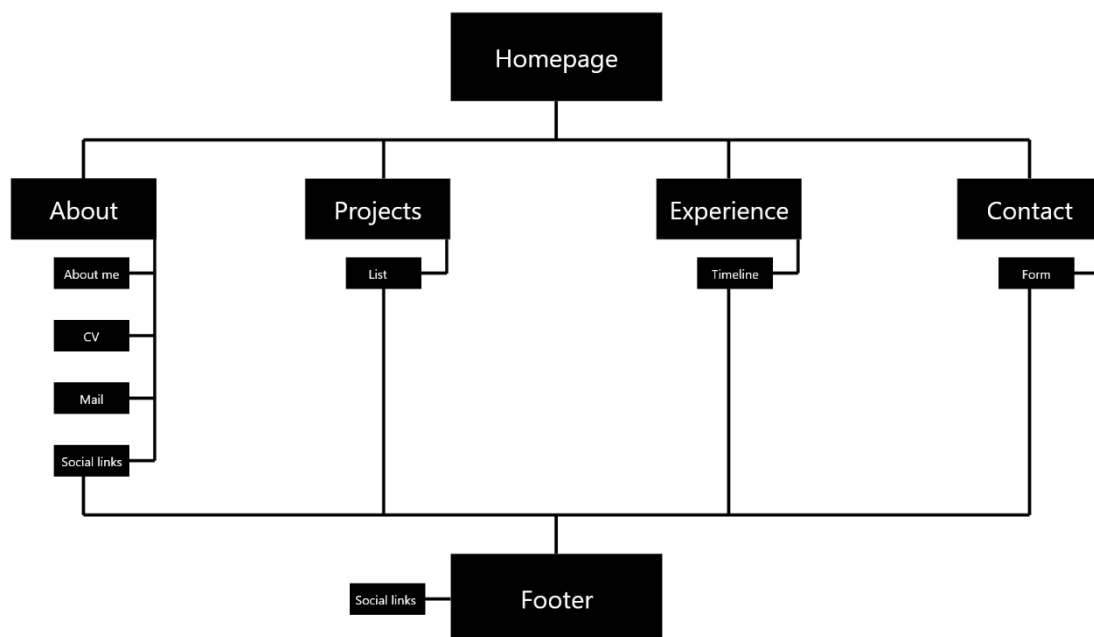 Homepage
About
Projects
Experience
Contact
About me
List
Timeline
Form
CV
Mail
Social links
Social links
Footer